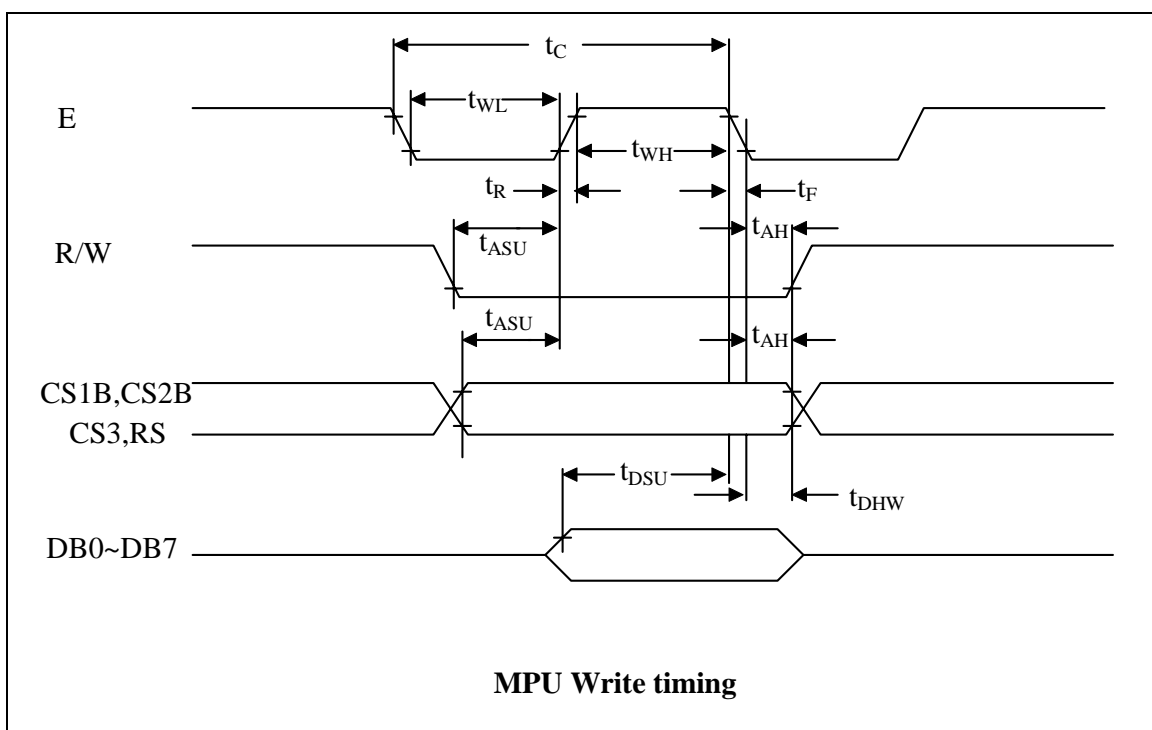 tC
tWL
E
tWH
tR
tF
tASU
tAH
R/W
tASU
tAH
CS1B,CS2B
CS3,RS
tDSU
tDHW
DB0~DB7
MPU Write timing